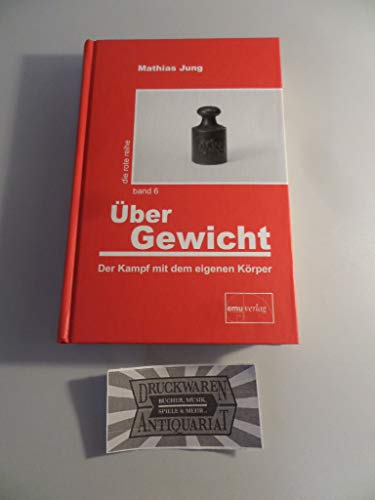 Mathias Jung
die rote reihe
band 6
Über
Gewicht
Der Kampf mit dem eigenen Körper
emu verlag
DRUCKWAREN
BÜCHER, MUSIK,
SPIELE & MEHR
ANTIQUARIAT